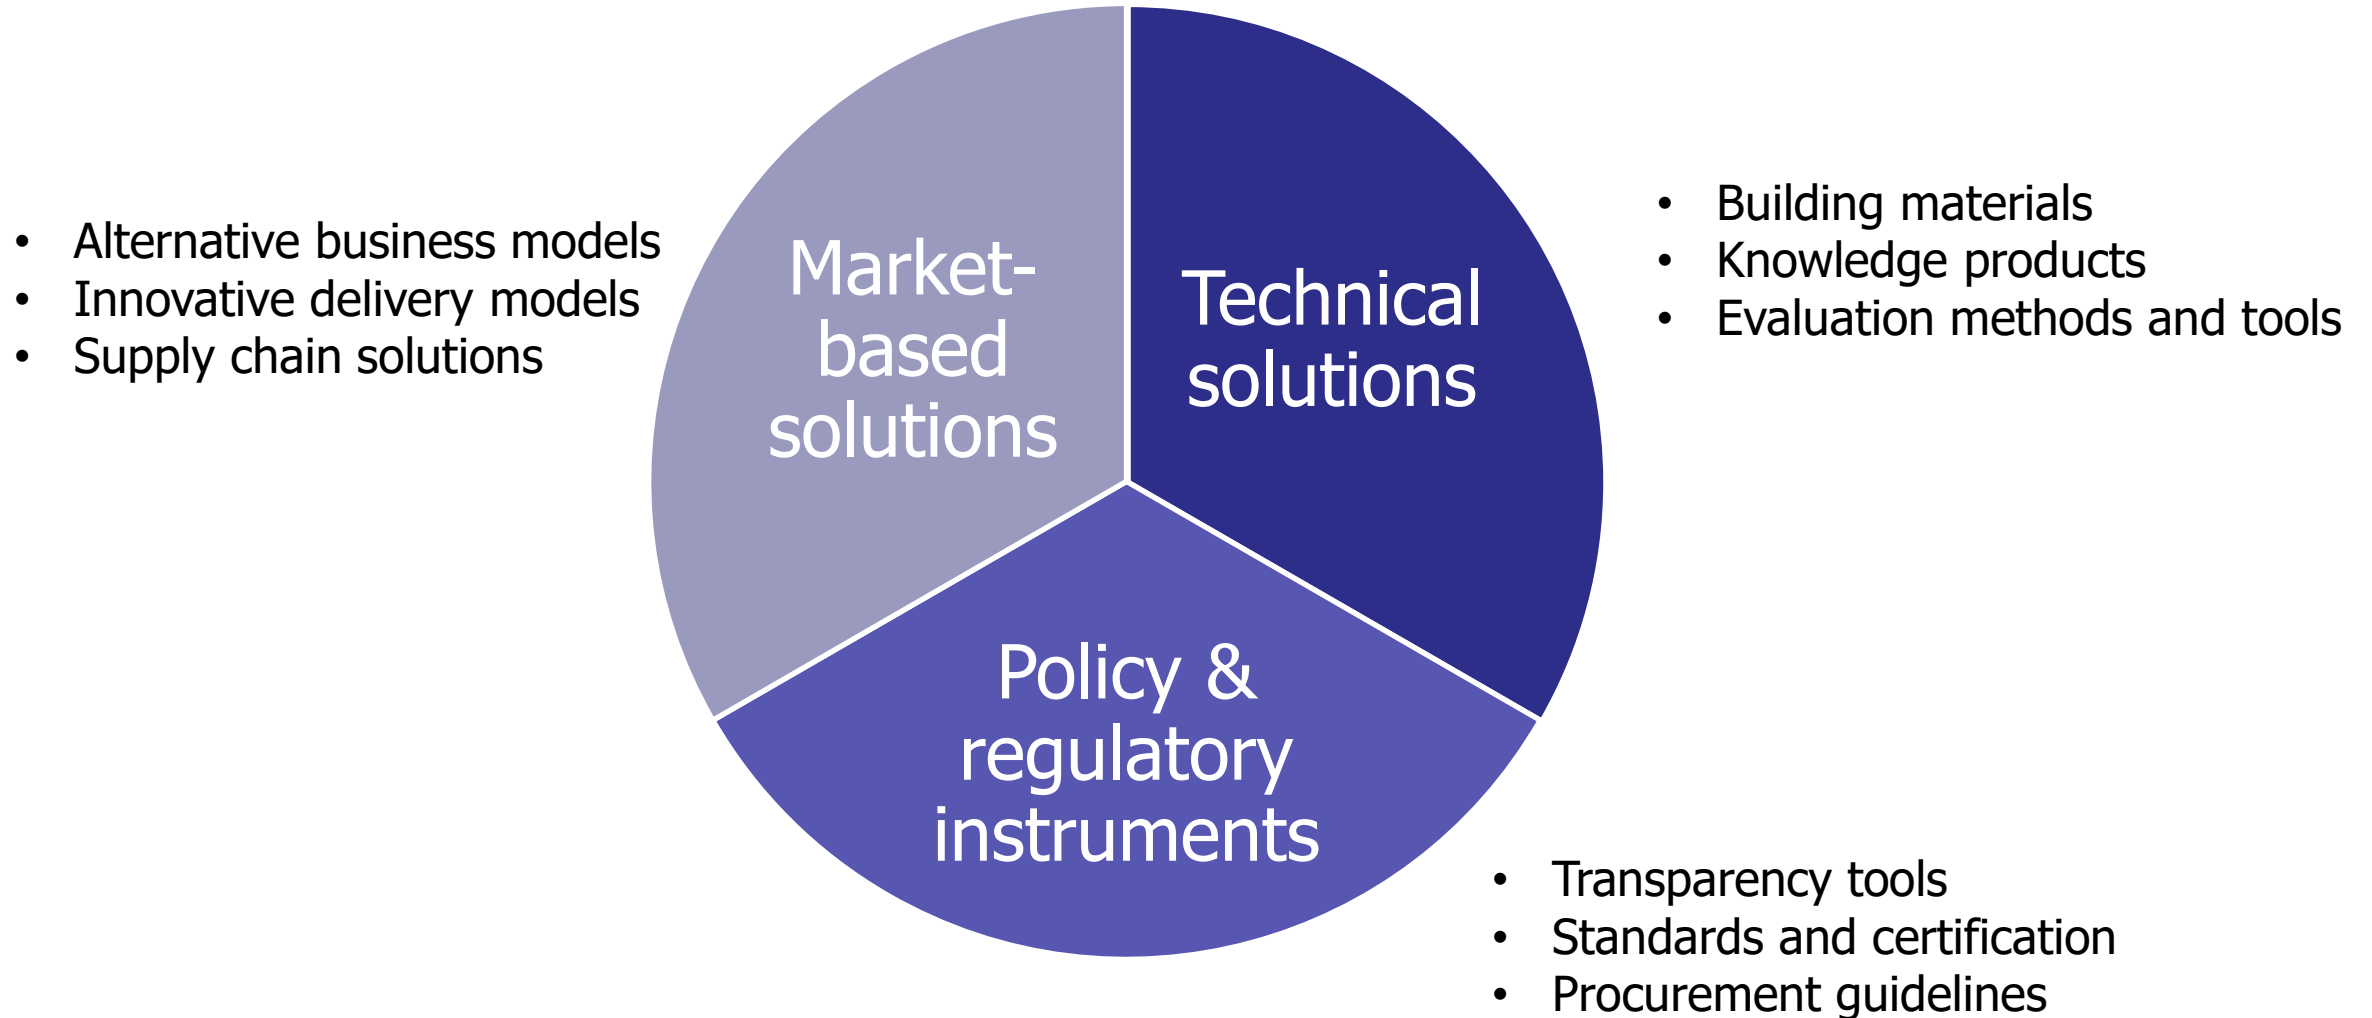 • Alternative business models
• Innovative delivery models
• Supply chain solutions
Market-
based
solutions
Technical
solutions
• Building materials
• Knowledge products
• Evaluation methods and tools
Policy &
regulatory
instruments
• Transparency tools
• Standards and certification
• Procurement guidelines